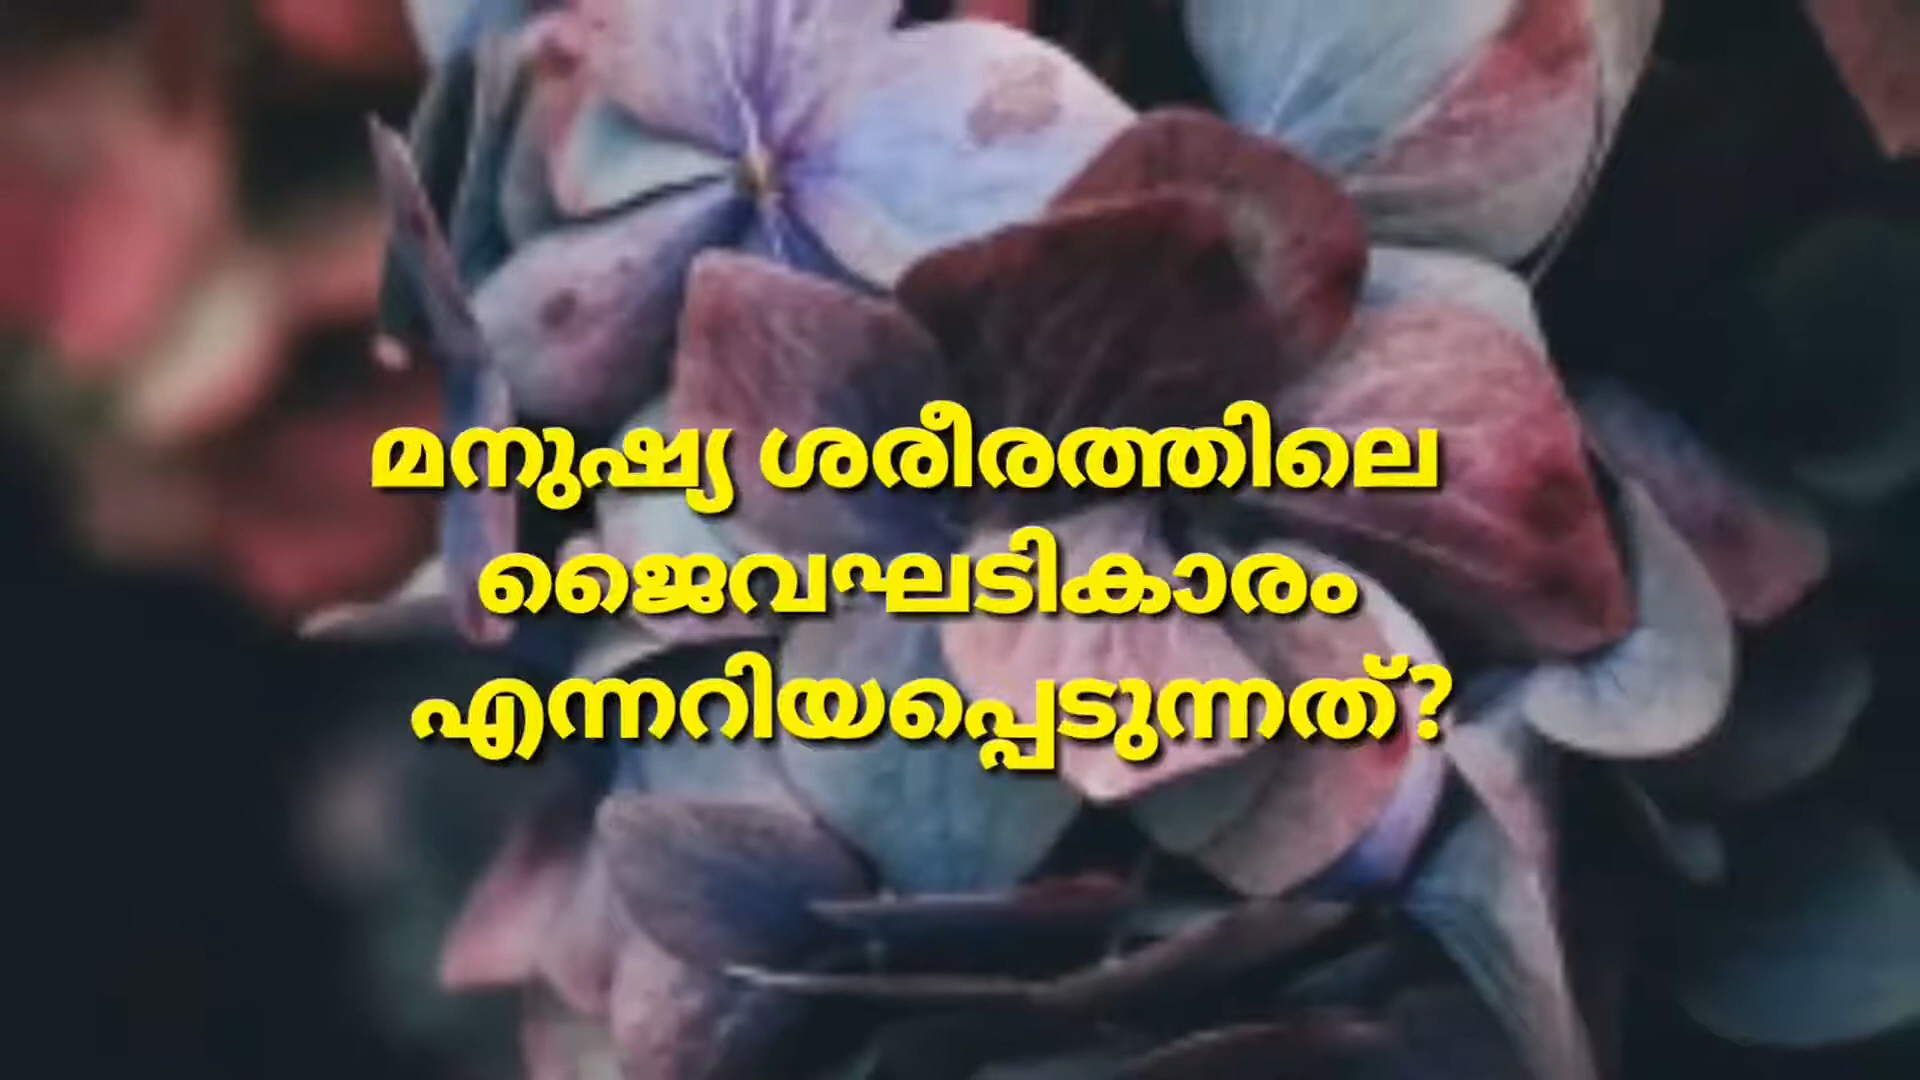 മനുഷ്യ ശരീരത്തിലെ
ജൈവഘടികാരം
എന്നറിയപ്പെടുന്നത്?